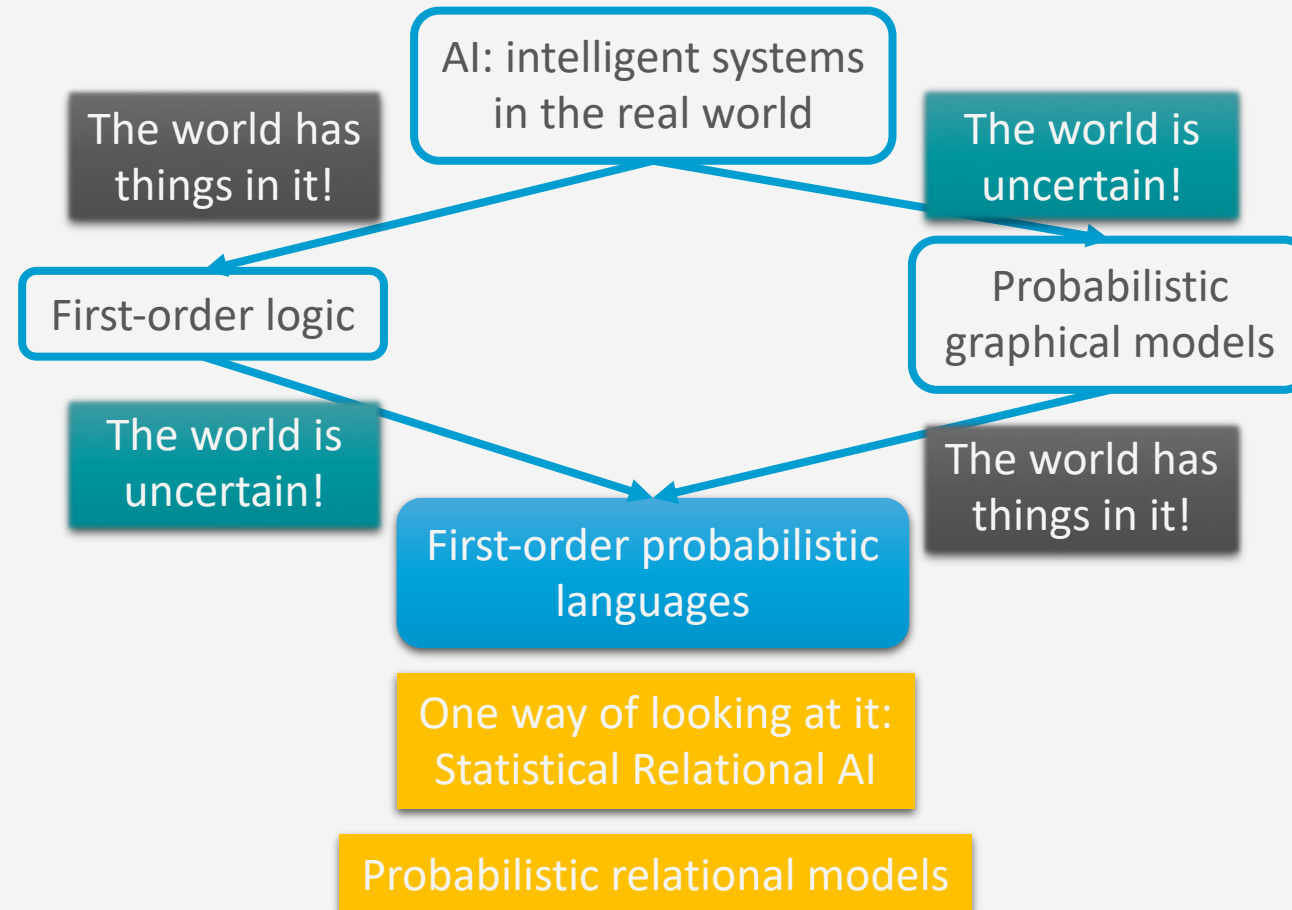 AI: intelligent systems
in the real world
The world has
things in it!
The world is
uncertain!
First-order logic
Probabilistic
graphical models
The world is
uncertain!
The world has
things in it!
First-order probabilistic
languages
One way of looking at it:
Statistical Relational AI
Probabilistic relational models